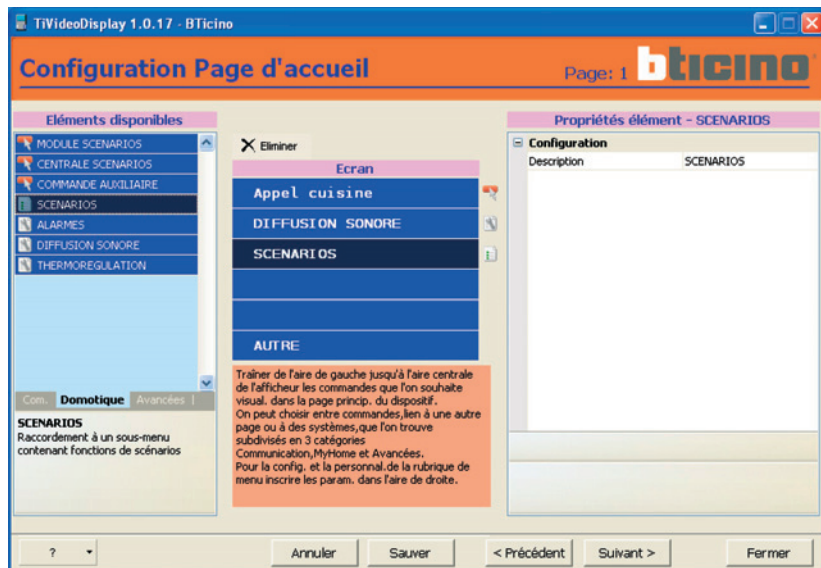 TiVideoDisplay 1.0.17 - BTicino
Configuration Page d'accueil
Page: 1
bticino
Eléments disponibles
MODULE SCENARIOS
CENTRALE SCENARIOS
COMMANDE AUXILIAIRE
SCENARIOS
ALARMES
DIFFUSION SONORE
THERMOREGULATION
Com. Domotique Avancées
SCENARIOS
Raccordement à un sous-menu
contenant fonctions de scénarios
Eliminer
Ecran
Appel cuisine
DIFFUSION SONORE
SCENARIOS
AUTRE
Traîner de l'aire de gauche jusqu'à l'aire centrale
de l'afficheur les commandes que l'on souhaite
visual. dans la page princip. du dispositif.
On peut choisir entre commandes,lien à une autre
page ou à des systèmes,que l'on trouve
subdivisés en 3 catégories
Communication,MyHome et Avancées.
Pour la config. et la personnal.de la rubrique de
menu inscrire les param. dans l'aire de droite.
Propriétés élément - SCENARIOS
Configuration
Description SCENARIOS
?
Annuler
Sauver
< Précédent
Suivant >
Fermer